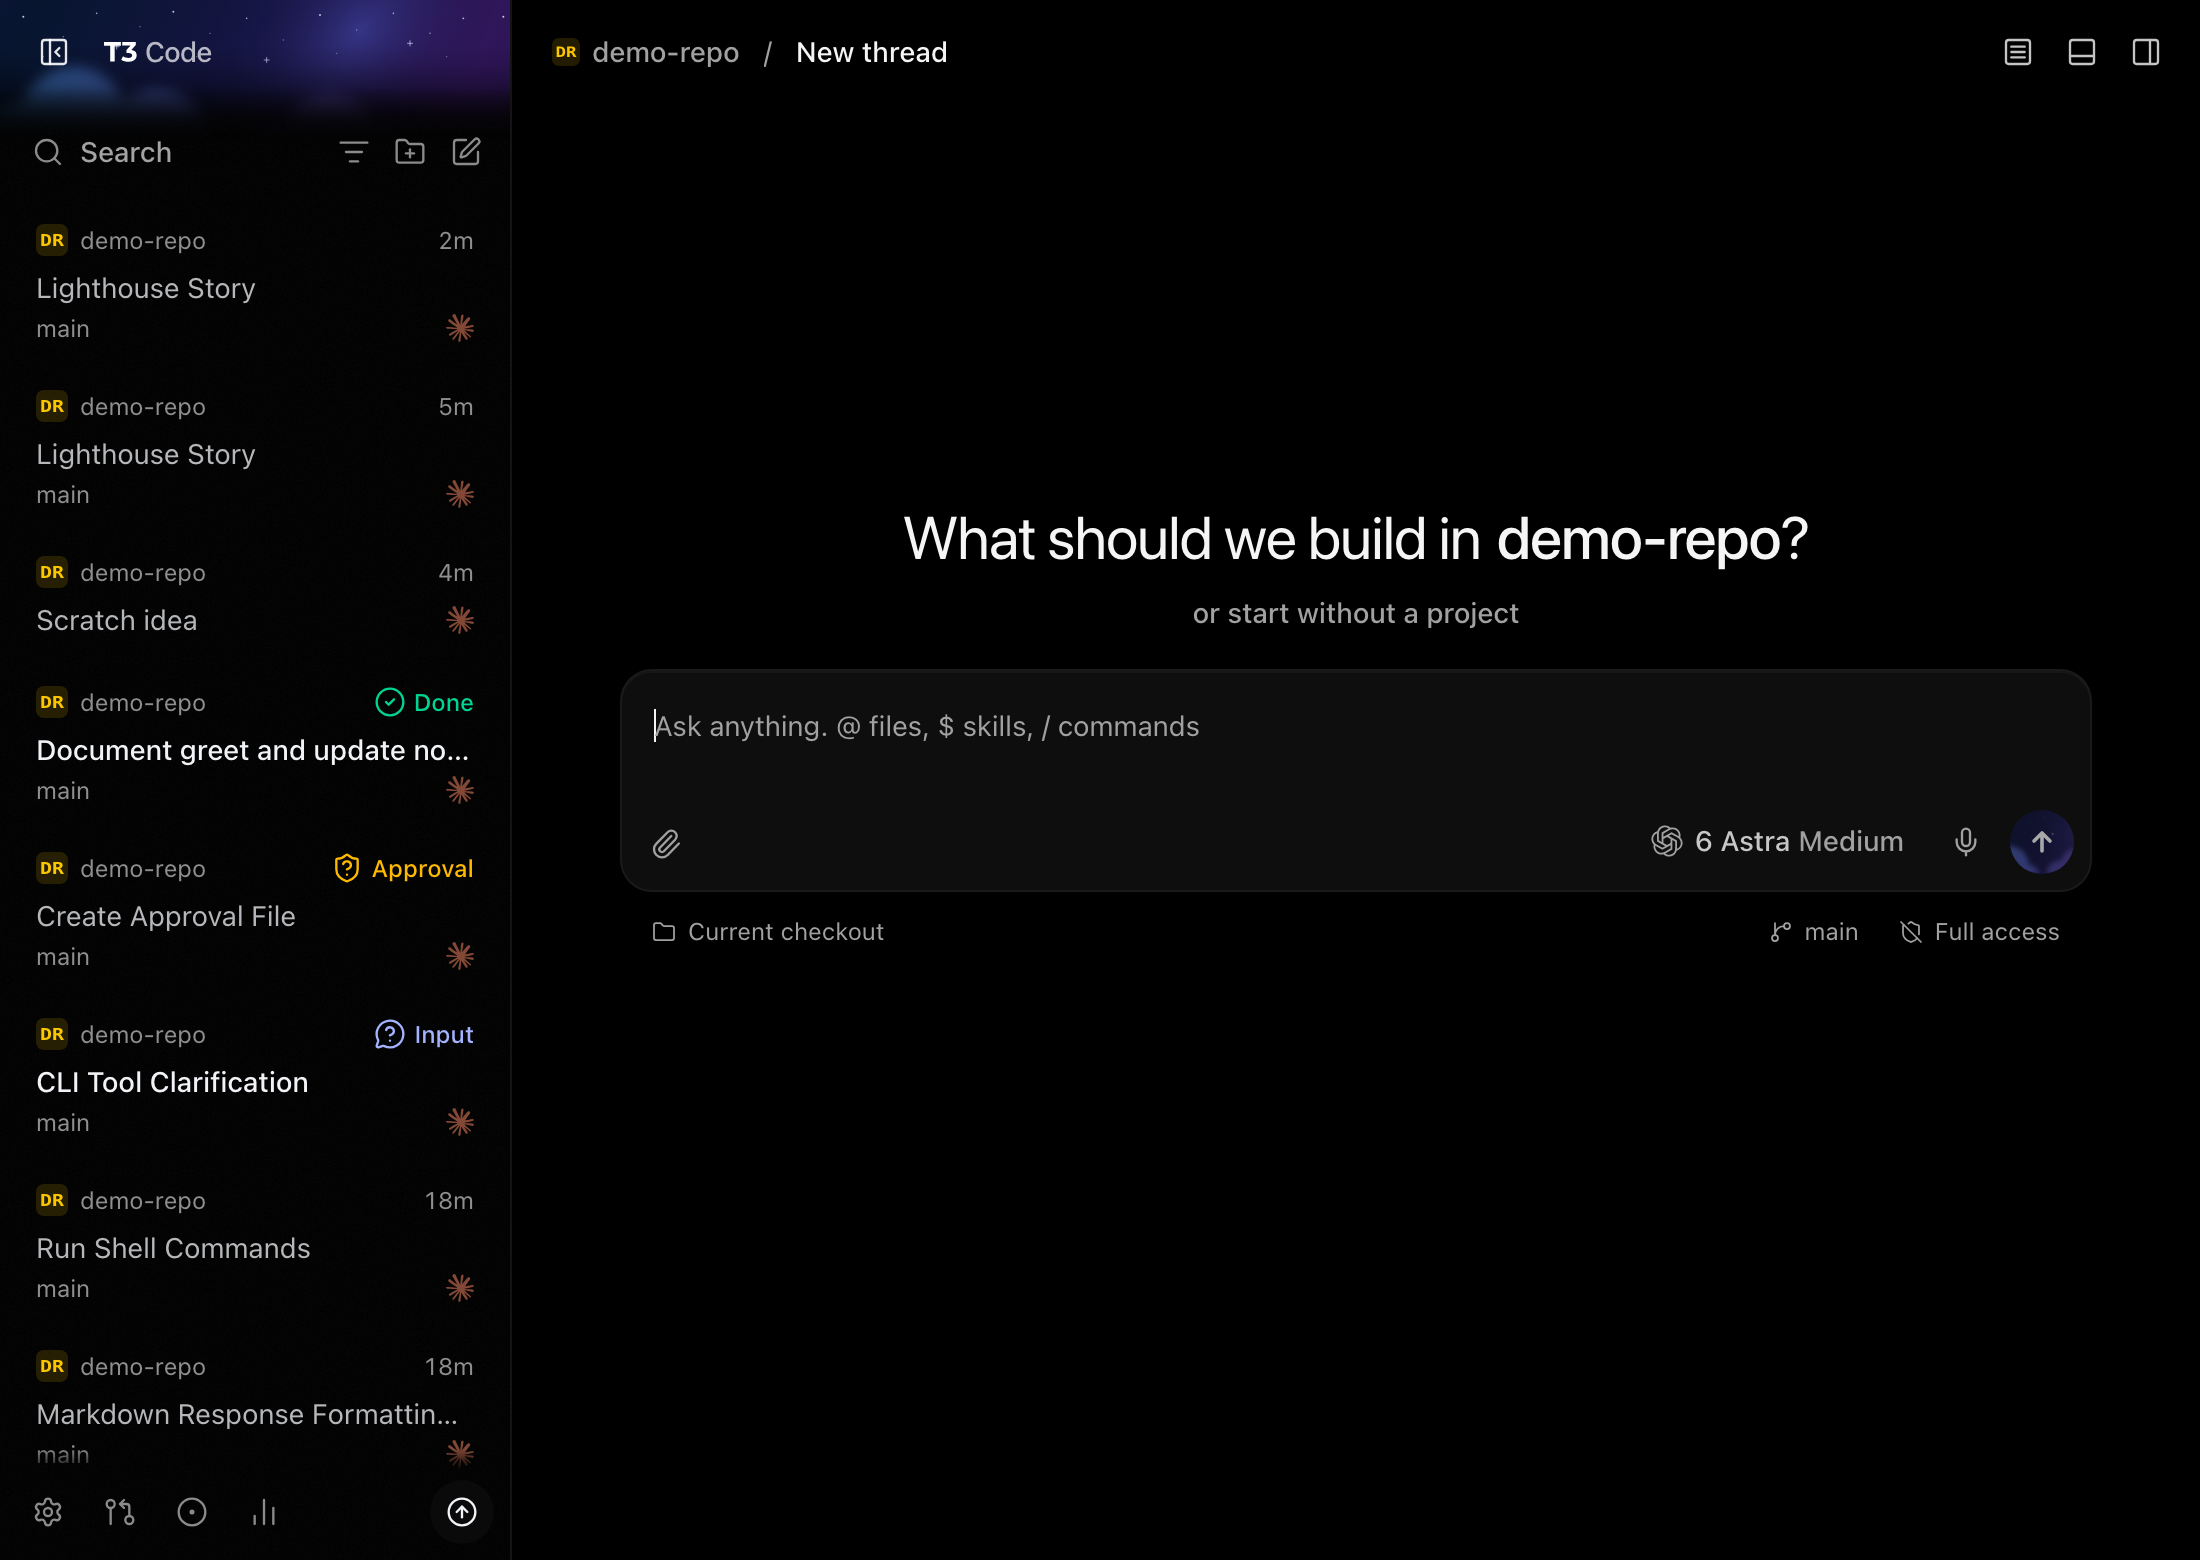 T3 Code
Search
DR demo-repo 2m
Lighthouse Story
main
DR demo-repo 5m
Lighthouse Story
main
DR demo-repo 4m
Scratch idea
DR demo-repo Done
Document greet and update no...
main
DR demo-repo Approval
Create Approval File
main
DR demo-repo Input
CLI Tool Clarification
main
DR demo-repo 18m
Run Shell Commands
main
DR demo-repo 18m
Markdown Response Formattin...
main
DR demo-repo / New thread
What should we build in demo-repo?
or start without a project
Ask anything. @ files, $ skills, / commands
6 Astra Medium
Current checkout
main
Full access